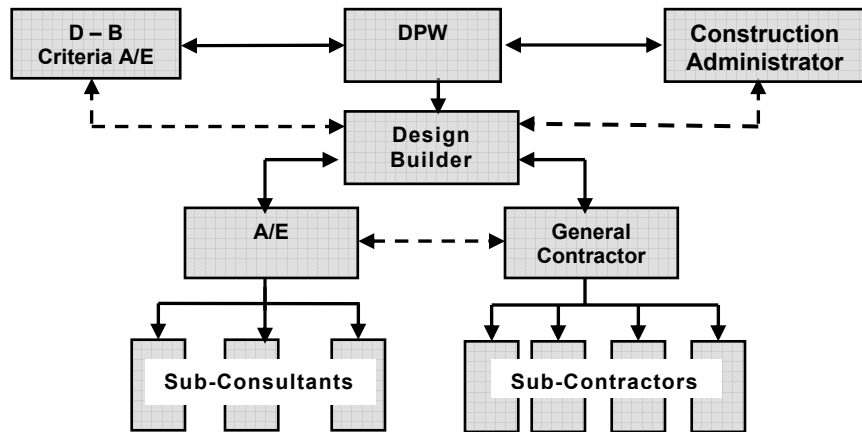 D – B
Criteria A/E
DPW
Construction
Administrator
Design
Builder
A/E
General
Contractor
Sub-Consultants
Sub-Contractors